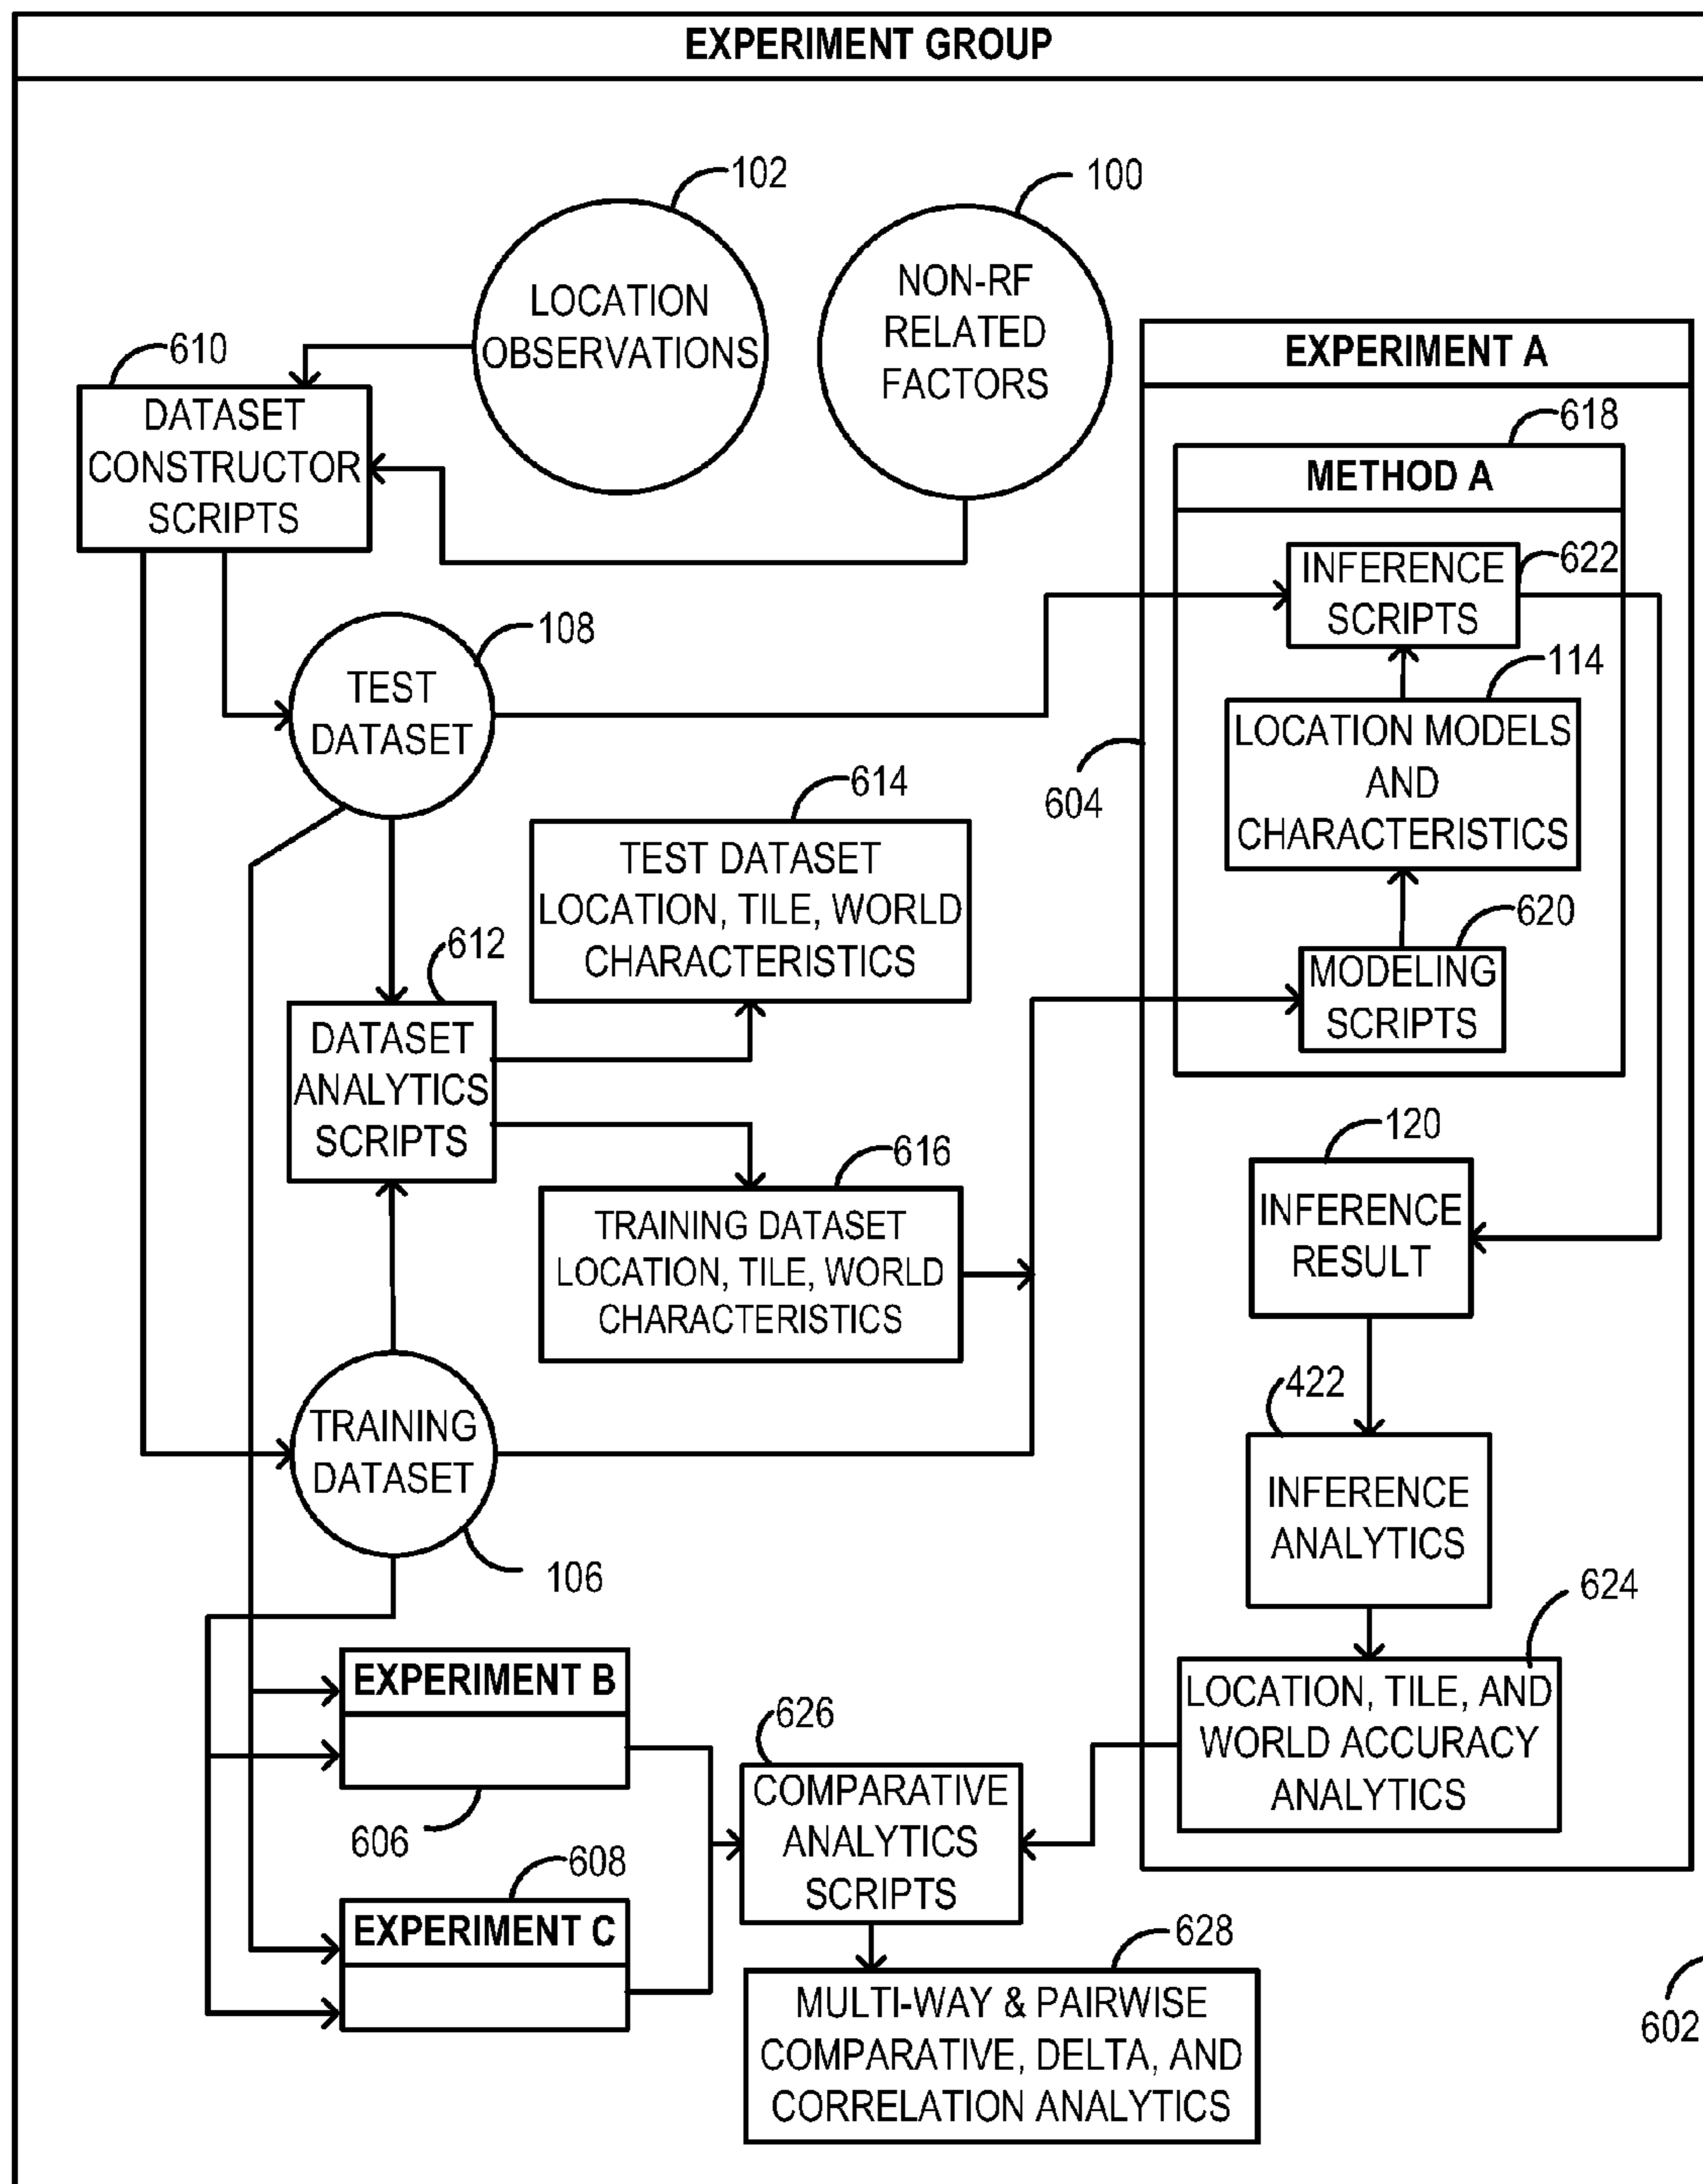 EXPERIMENT GROUP
102
100
LOCATION
OBSERVATIONS
NON-RF
RELATED
FACTORS
610
DATASET
CONSTRUCTOR
SCRIPTS
EXPERIMENT A
618
METHOD A
INFERENCE
SCRIPTS
622
108
TEST
DATASET
114
LOCATION MODELS
AND
CHARACTERISTICS
604
614
TEST DATASET
LOCATION, TILE, WORLD
CHARACTERISTICS
620
MODELING
SCRIPTS
612
DATASET
ANALYTICS
SCRIPTS
616
TRAINING DATASET
LOCATION, TILE, WORLD
CHARACTERISTICS
120
INFERENCE
RESULT
TRAINING
DATASET
106
422
INFERENCE
ANALYTICS
624
LOCATION, TILE, AND
WORLD ACCURACY
ANALYTICS
EXPERIMENT B
606
626
COMPARATIVE
ANALYTICS
SCRIPTS
608
EXPERIMENT C
628
MULTI-WAY & PAIRWISE
COMPARATIVE, DELTA, AND
CORRELATION ANALYTICS
602